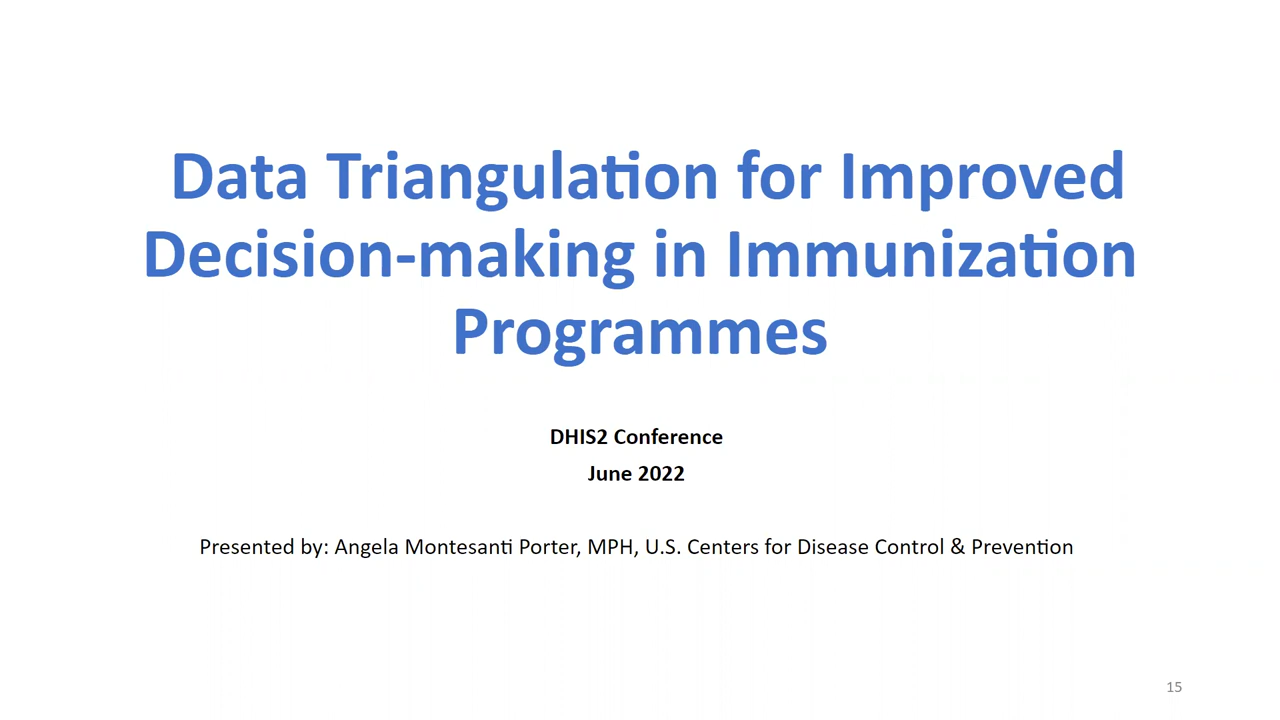 Data Triangulation for Improved
Decision-making in Immunization
Programmes
DHIS2 Conference
June 2022
Presented by: Angela Montesanti Porter, MPH, U.S. Centers for Disease Control & Prevention
15